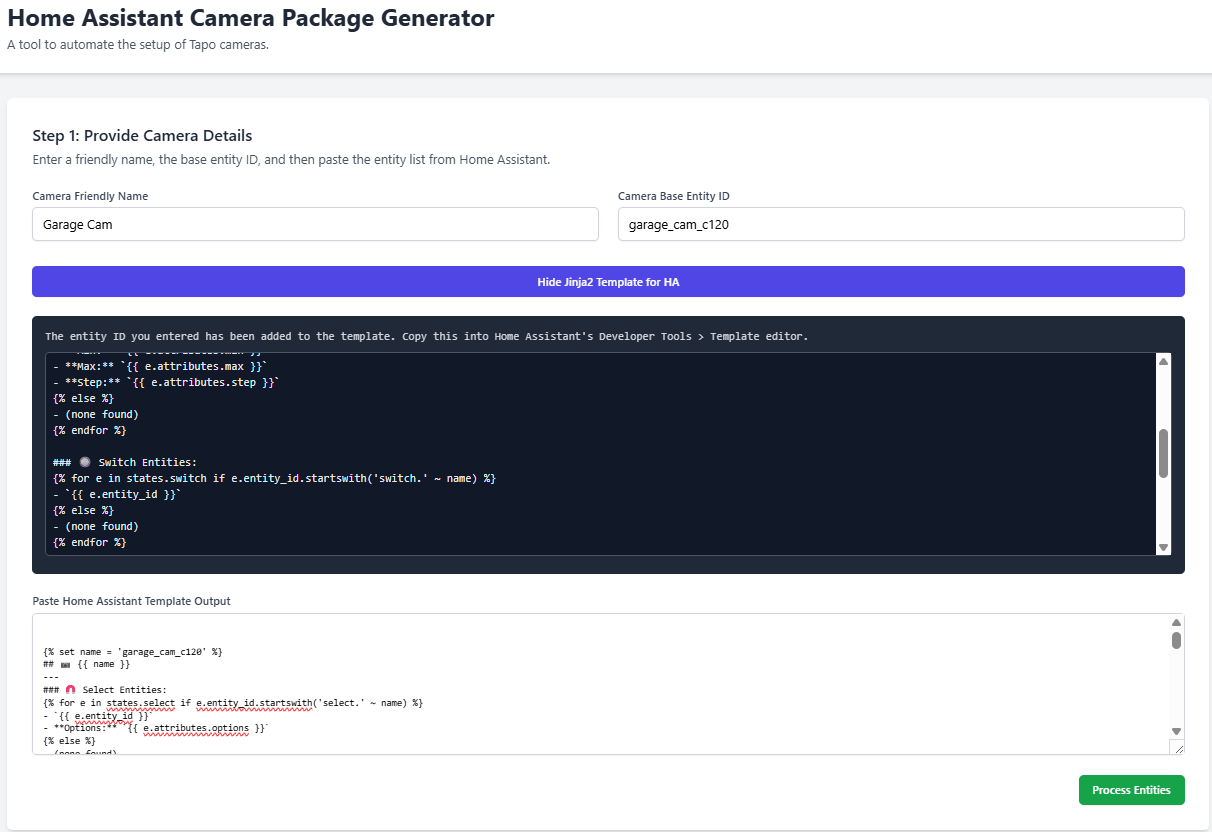 Home Assistant Camera Package Generator
A tool to automate the setup of Tapo cameras.
Step 1: Provide Camera Details
Enter a friendly name, the base entity ID, and then paste the entity list from Home Assistant.
Camera Friendly Name
Camera Base Entity ID
Garage Cam
garage_cam_c120
Hide Jinja2 Template for HA
The entity ID you entered has been added to the template. Copy this into Home Assistant's Developer Tools > Template editor.
- **Max:** `{{ e.attributes.max }}`
- **Step:** `{{ e.attributes.step }}`
{% else %}
- (none found)
{% endfor %}
### 🔘 Switch Entities:
{% for e in states.switch if e.entity_id.startswith('switch.' ~ name) %}
- `{{ e.entity_id }}`
{% else %}
- (none found)
{% endfor %}
Paste Home Assistant Template Output
{% set name = 'garage_cam_c120' %}
## 📷 {{ name }}
---
### 🧲 Select Entities:
{% for e in states.select if e.entity_id.startswith('select.' ~ name) %}
- `{{ e.entity_id }}`
- **Options:** `{{ e.attributes.options }}`
{% else %}
- (none found)
Process Entities